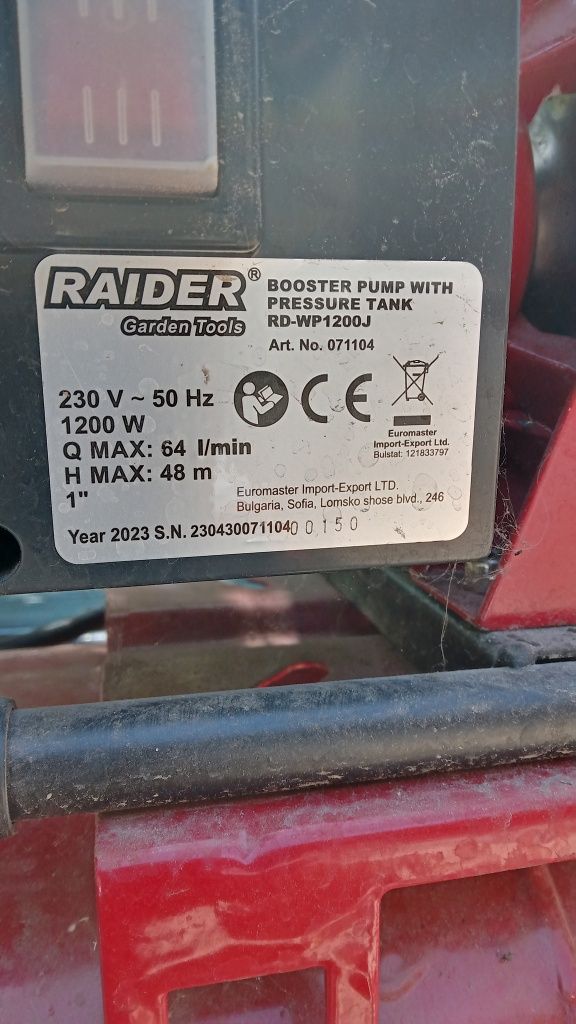 RAIDER®
Garden Tools
BOOSTER PUMP WITH
PRESSURE TANK
RD-WP1200J
Art. No. 071104
230 V ~ 50 Hz
1200 W
Q MAX: 64 l/min
H MAX: 48 m
1"
CE
Euromaster
Import-Export Ltd.
Bulstat: 121833797
Euromaster Import-Export LTD.
Bulgaria, Sofia, Lomsko shose blvd., 246
Year 2023 S.N. 23043007110400150